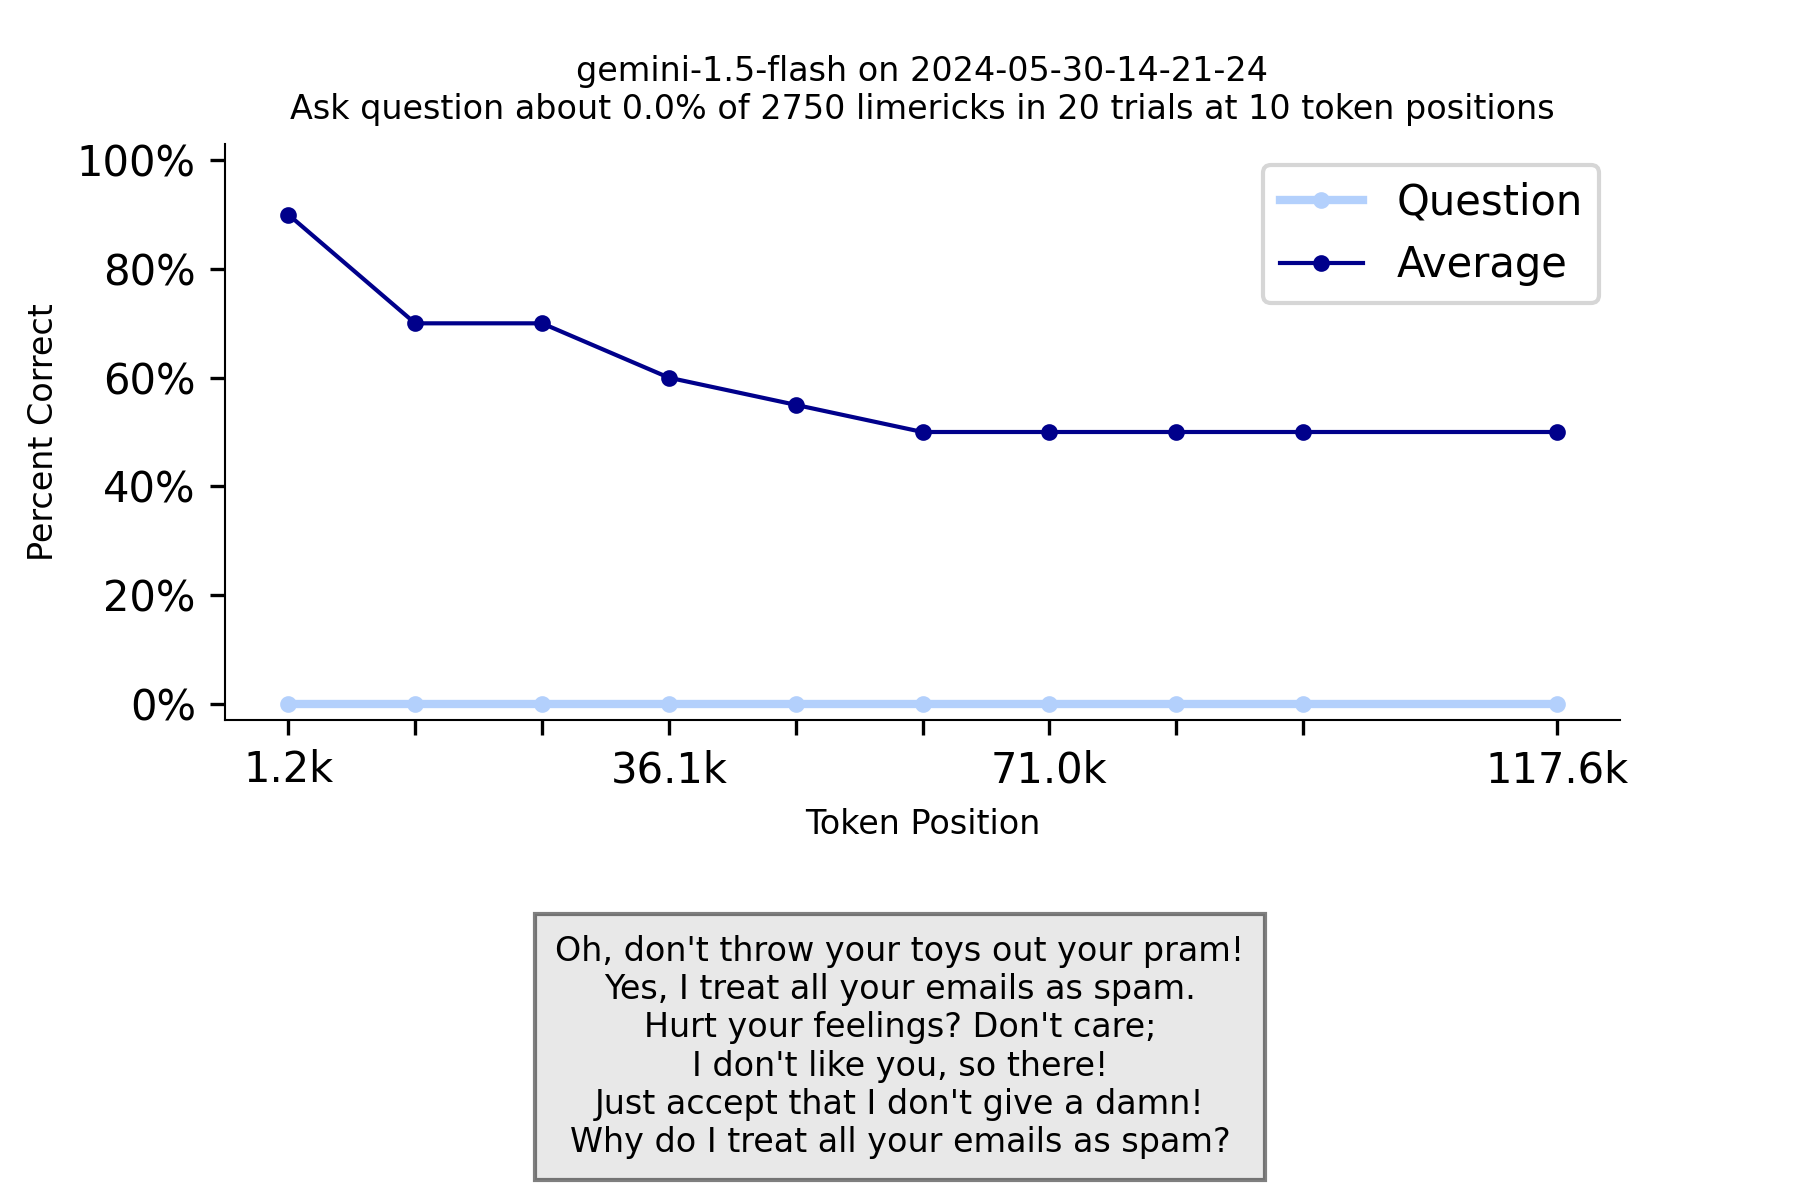 gemini-1.5-flash on 2024-05-30-14-21-24
Ask question about 0.0% of 2750 limericks in 20 trials at 10 token positions
100%
80%
60%
40%
20%
0%
Percent Correct
Question
Average
1.2k
36.1k
71.0k
117.6k
Token Position
Oh, don't throw your toys out your pram!
Yes, I treat all your emails as spam.
Hurt your feelings? Don't care;
I don't like you, so there!
Just accept that I don't give a damn!
Why do I treat all your emails as spam?